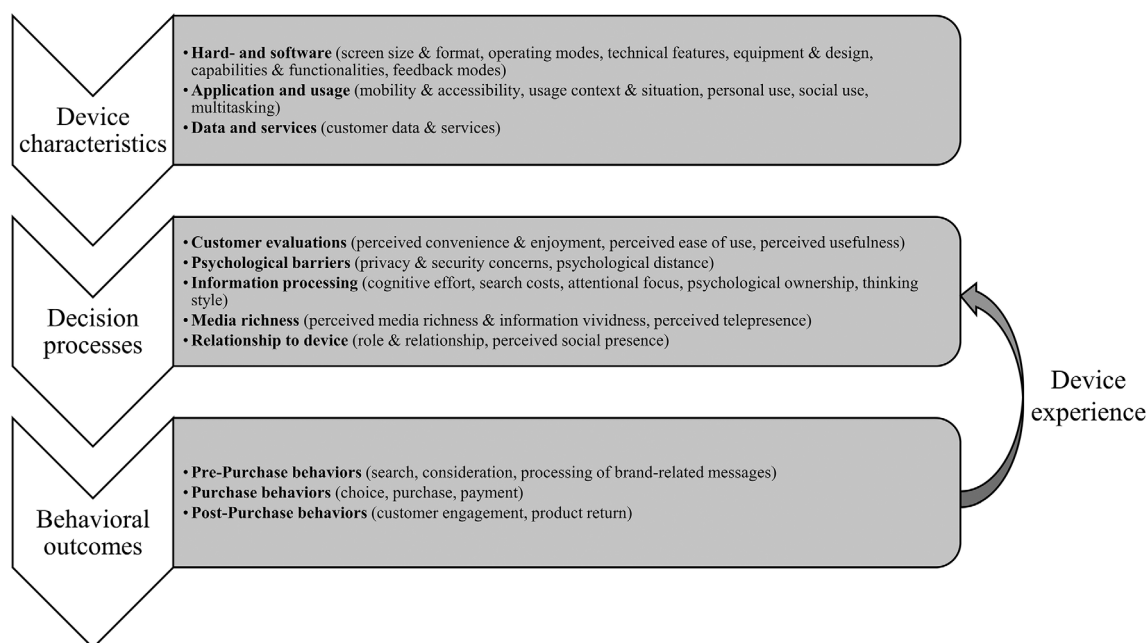 Device
characteristics
• Hard- and software (screen size & format, operating modes, technical features, equipment & design,
capabilities & functionalities, feedback modes)
• Application and usage (mobility & accessibility, usage context & situation, personal use, social use,
multitasking)
• Data and services (customer data & services)
Decision
processes
• Customer evaluations (perceived convenience & enjoyment, perceived ease of use, perceived usefulness)
• Psychological barriers (privacy & security concerns, psychological distance)
• Information processing (cognitive effort, search costs, attentional focus, psychological ownership, thinking
style)
• Media richness (perceived media richness & information vividness, perceived telepresence)
• Relationship to device (role & relationship, perceived social presence)
Device
experience
Behavioral
outcomes
• Pre-Purchase behaviors (search, consideration, processing of brand-related messages)
• Purchase behaviors (choice, purchase, payment)
• Post-Purchase behaviors (customer engagement, product return)